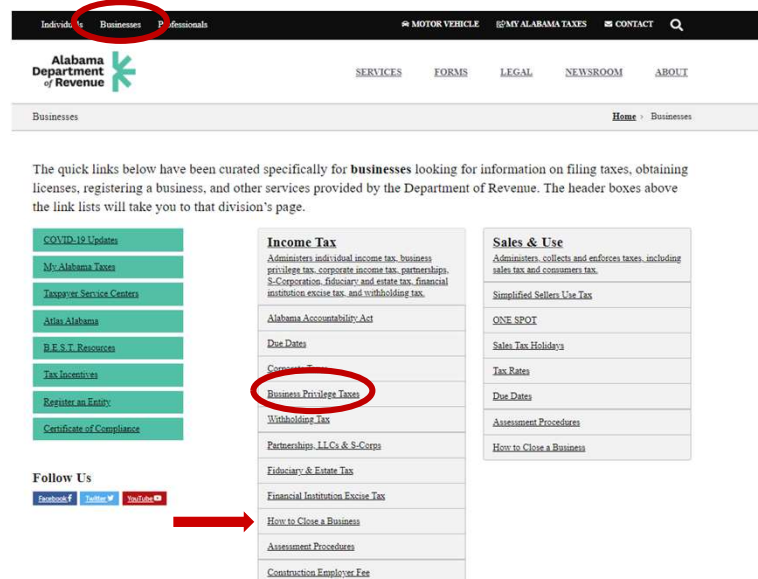 Individuals Businesses Professionals MOTOR VEHICLE MY ALABAMA TAXES CONTACT
Alabama
Department
of Revenue
SERVICES FORMS LEGAL NEWSROOM ABOUT
Businesses Home > Businesses
The quick links below have been curated specifically for businesses looking for information on filing taxes, obtaining
licenses, registering a business, and other services provided by the Department of Revenue. The header boxes above
the link lists will take you to that division's page.
COVID-19 Updates
My Alabama Taxes
Taxpayer Service Centers
Atlas Alabama
B.E.S.T. Resources
Tax Incentives
Register an Entity
Certificate of Compliance
Follow Us
Facebook Twitter YouTube
Income Tax
Administers individual income tax, business
privilege tax, corporate income tax, partnerships,
S-Corporation, fiduciary and estate tax, financial
institution excise tax, and withholding tax.
Alabama Accountability Act
Due Dates
Corporate Taxes
Business Privilege Taxes
Withholding Tax
Partnerships, LLCs & S-Corps
Fiduciary & Estate Tax
Financial Institution Excise Tax
How to Close a Business
Assessment Procedures
Construction Employer Fee
Sales & Use
Administers, collects and enforces taxes, including
sales tax and consumers tax.
Simplified Sellers Use Tax
ONE SPOT
Sales Tax Holidays
Tax Rates
Due Dates
Assessment Procedures
How to Close a Business